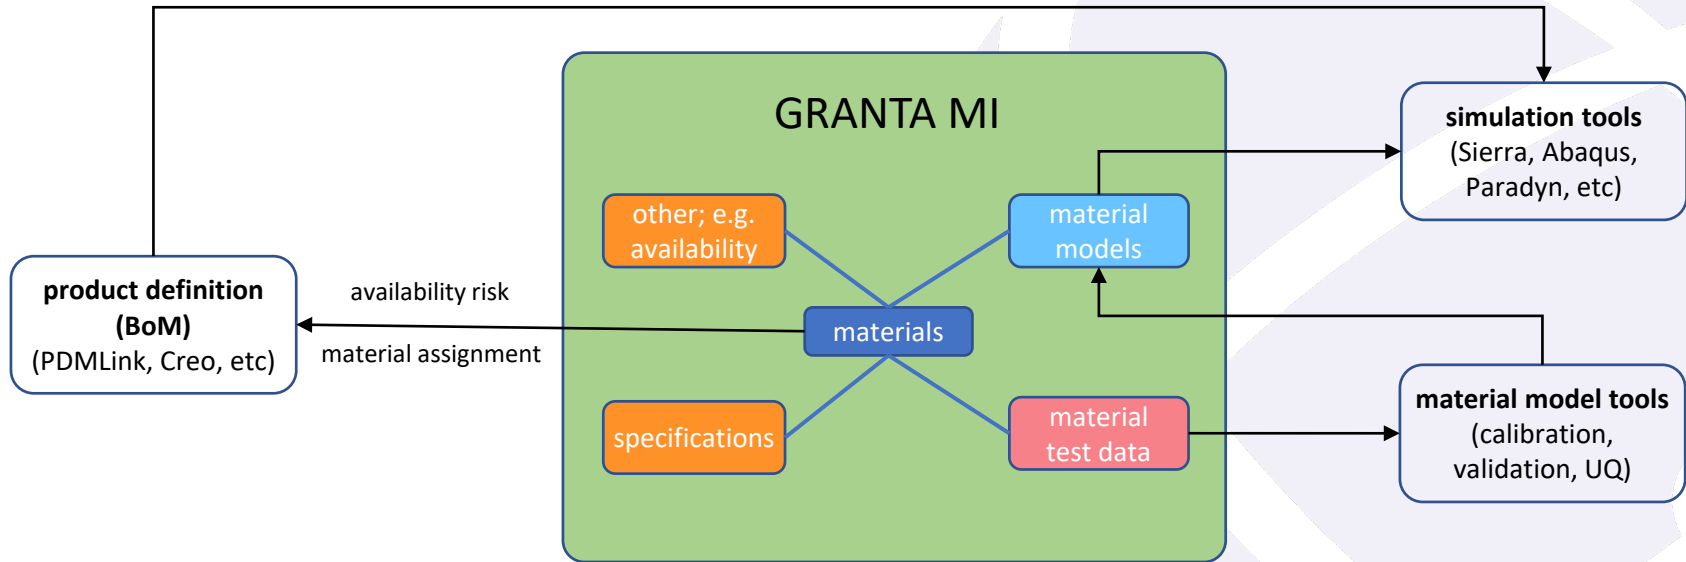 GRANTA MI
simulation tools
(Sierra, Abaqus,
Paradyn, etc)
other; e.g.
availability
material
models
product definition
(BoM)
(PDMLink, Creo, etc)
availability risk
material assignment
materials
specifications
material
test data
material model tools
(calibration,
validation, UQ)